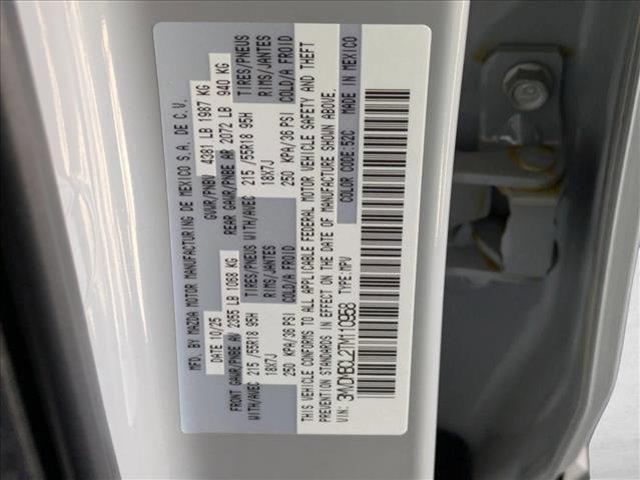 MFD. BY MAZDA MOTOR MANUFACTURING DE MEXICO S.A. DE C.V.
DATE 10/25 GVWR/PNBV 4381 LB 1987 KG
FRONT GAWR/PNBE AV 2355 LB 1068 KG REAR GAWR/PNBE AR 2072 LB 940 KG
WITH/AVEC 215 /55R18 95H TIRES/PNEUS WITH/AVEC 215 /55R18 95H TIRES/PNEUS
18X7J RIMS/JANTES 18X7J RIMS/JANTES
250 KPA/36 PSI COLD/A FROID 250 KPA/36 PSI COLD/A FROID
THIS VEHICLE CONFORMS TO ALL APPLICABLE FEDERAL MOTOR VEHICLE SAFETY AND THEFT
PREVENTION STANDARDS IN EFFECT ON THE DATE OF MANUFACTURE SHOWN ABOVE.
VIN: 3MVDMBCL2TM110958 TYPE:MPV COLOR CODE:52C MADE IN MEXICO